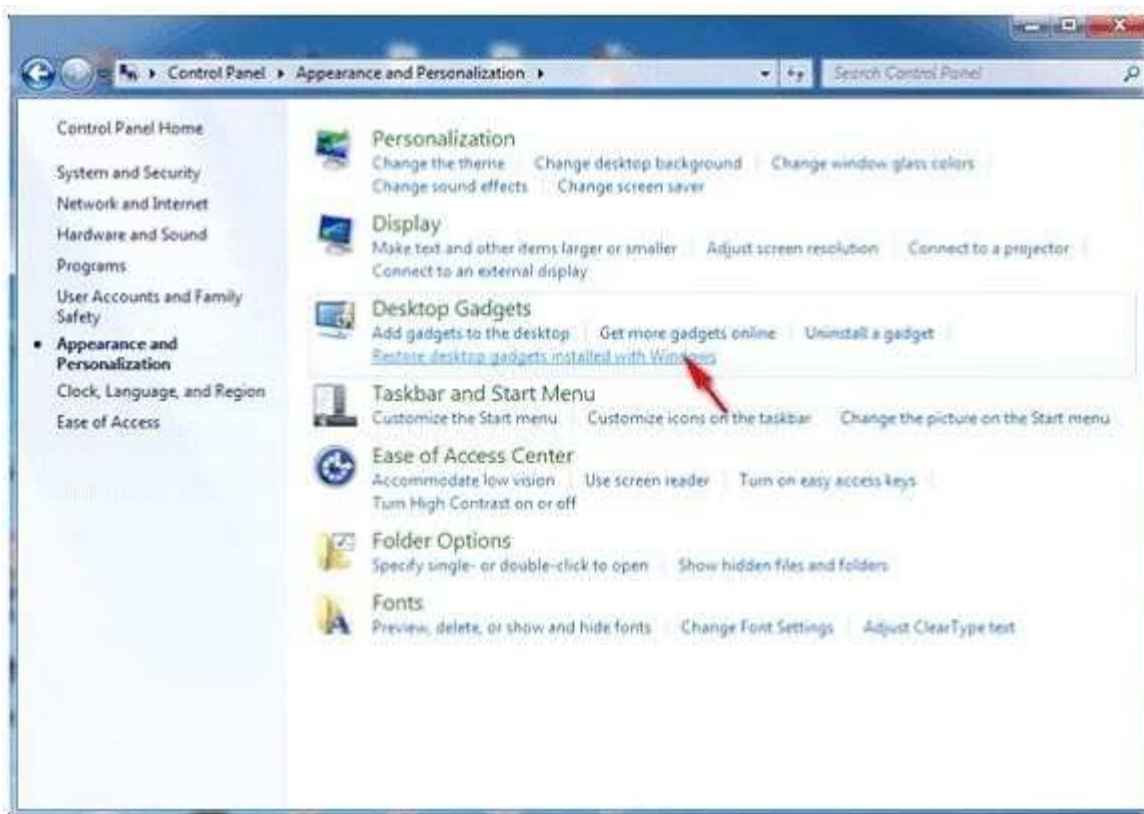 Control Panel Appearance and Personalization Search Control Panel
Control Panel Home
System and Security
Network and Internet
Hardware and Sound
Programs
User Accounts and Family
Safety
Appearance and
Personalization
Clock, Language, and Region
Ease of Access
Personalization
Change the theme Change desktop background Change window glass colors
Change sound effects Change screen saver
Display
Make text and other items larger or smaller Adjust screen resolution Connect to a projector
Connect to an external display
Desktop Gadgets
Add gadgets to the desktop Get more gadgets online Uninstall a gadget
Restore desktop gadgets installed with Windows
Taskbar and Start Menu
Customize the Start menu Customize icons on the taskbar Change the picture on the Start menu
Ease of Access Center
Accommodate low vision Use screen reader Turn on easy access keys
Turn High Contrast on or off
Folder Options
Specify single- or double-click to open Show hidden files and folders
Fonts
Preview, delete, or show and hide fonts Change Font Settings Adjust ClearType text